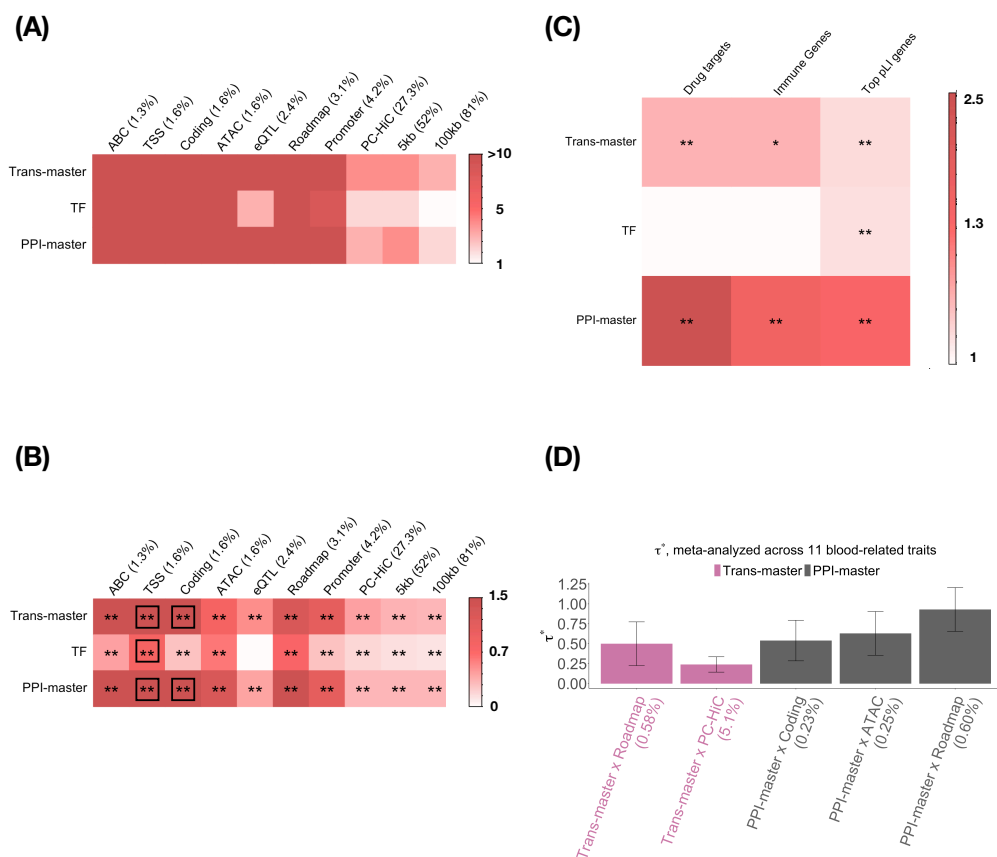 (A)
ABC (1.3%)
TSS (1.6%)
Coding (1.6%)
ATAC (1.6%)
eQTL (2.4%)
Roadmap (3.1%)
Promoter (4.2%)
PC-HiC (27.3%)
5kb (52%)
100kb (81%)
Trans-master
TF
PPI-master
>10
5
1
(C)
Drug targets
Immune Genes
Top pLI genes
Trans-master
TF
PPI-master
** * **
**
** ** **
2.5
1.3
1
(B)
ABC (1.3%)
TSS (1.6%)
Coding (1.6%)
ATAC (1.6%)
eQTL (2.4%)
Roadmap (3.1%)
Promoter (4.2%)
PC-HiC (27.3%)
5kb (52%)
100kb (81%)
Trans-master ** ** ** ** ** ** ** ** ** **
TF ** ** ** ** ** ** ** ** **
PPI-master ** ** ** ** ** ** ** ** ** **
1.5
0.7
0
(D)
τ*, meta-analyzed across 11 blood-related traits
Trans-master PPI-master
τ*
1.25
1.00
0.75
0.50
0.25
0.00
Trans-master x Roadmap
(0.58%)
Trans-master x PC-HiC
(5.1%)
PPI-master x Coding
(0.23%)
PPI-master x ATAC
(0.25%)
PPI-master x Roadmap
(0.60%)